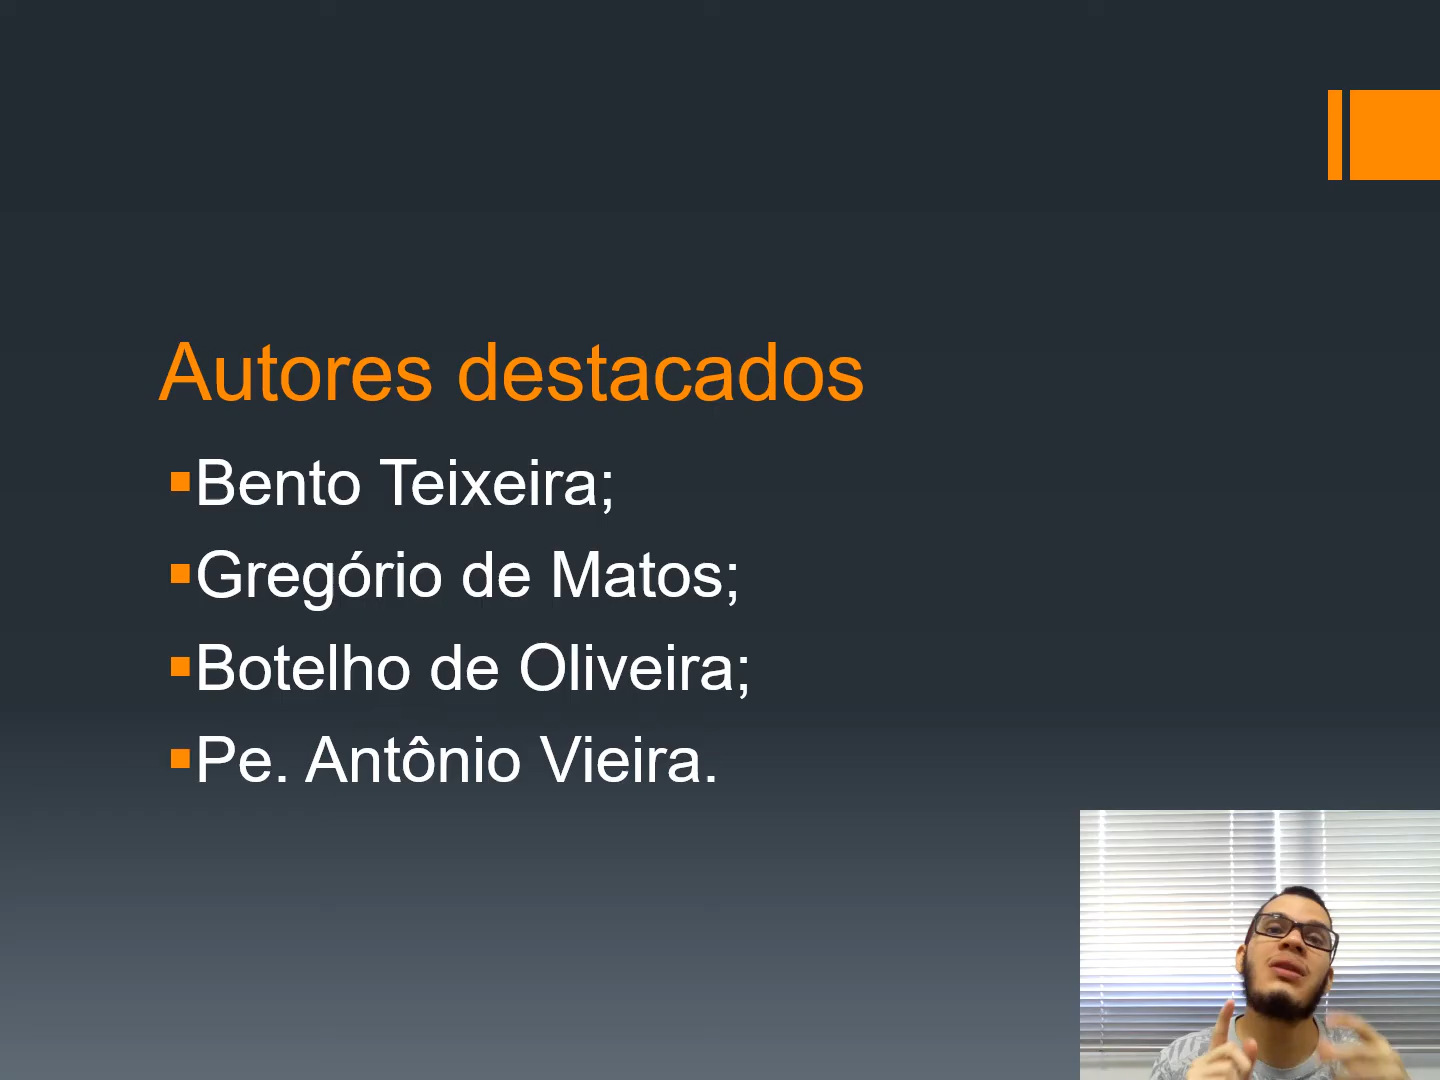 Autores destacados
Bento Teixeira;
Gregório de Matos;
Botelho de Oliveira;
Pe. Antônio Vieira.